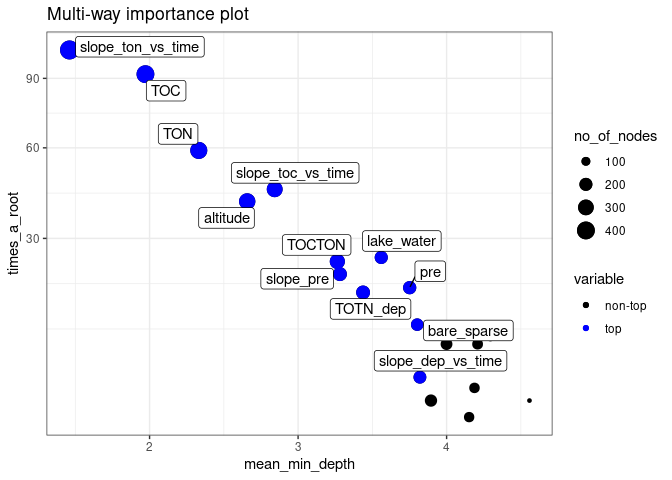 Multi-way importance plot
slope_ton_vs_time
90
TOC
TON
60
slope_toc_vs_time
altitude
30
TOCTON
lake_water
slope_pre
pre
TOTN_dep
bare_sparse
slope_dep_vs_time
times_a_root
2
3
4
mean_min_depth
no_of_nodes
100
200
300
400
variable
non-top
top